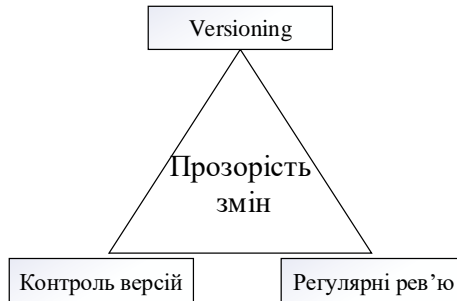 Versioning
Прозорість
змін
Контроль версій
Регулярні рев’ю